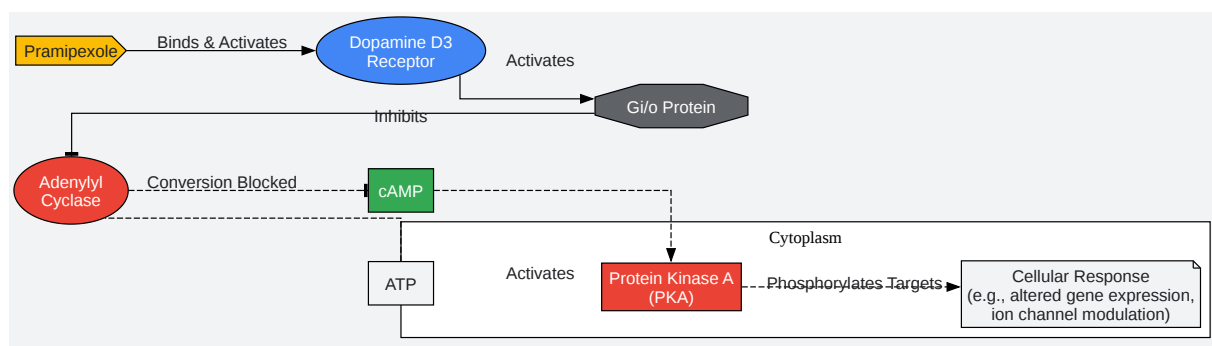 Pramipexole
Binds & Activates
Dopamine D3
Receptor
Activates
Gi/o Protein
Inhibits
Adenylyl
Cyclase
Conversion Blocked
cAMP
Cytoplasm
ATP
Activates
Protein Kinase A
(PKA)
Phosphorylates Targets
Cellular Response
(e.g., altered gene expression,
ion channel modulation)